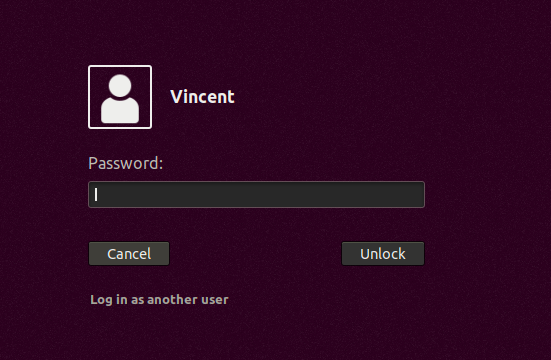 Vincent
Password:
Cancel
Unlock
Log in as another user